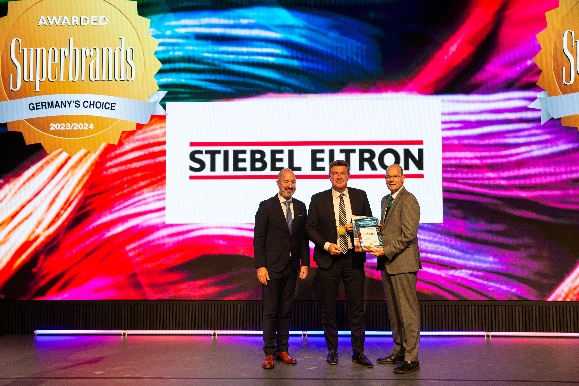 AWARDED
Superbrands
GERMANY'S CHOICE
2023/2024
STIEBEL ELTRON